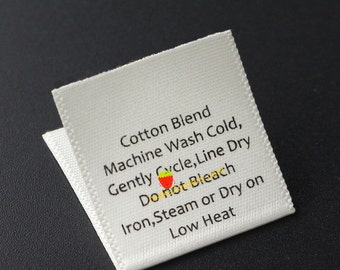 Cotton Blend
Machine Wash Cold,
Gently Cycle,Line Dry
Do not Bleach
Iron,Steam or Dry on
Low Heat